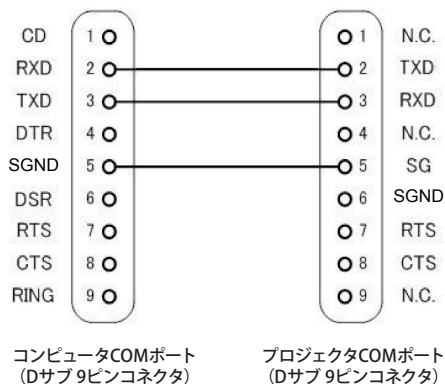 CD 1 1 N.C.
RXD 2 2 TXD
TXD 3 3 RXD
DTR 4 4 N.C.
SGND 5 5 SG
DSR 6 6 SGND
RTS 7 7 RTS
CTS 8 8 CTS
RING 9 9 N.C.
コンピュータCOMポート
(Dサブ 9ピンコネクタ)
プロジェクタCOMポート
(Dサブ 9ピンコネクタ)